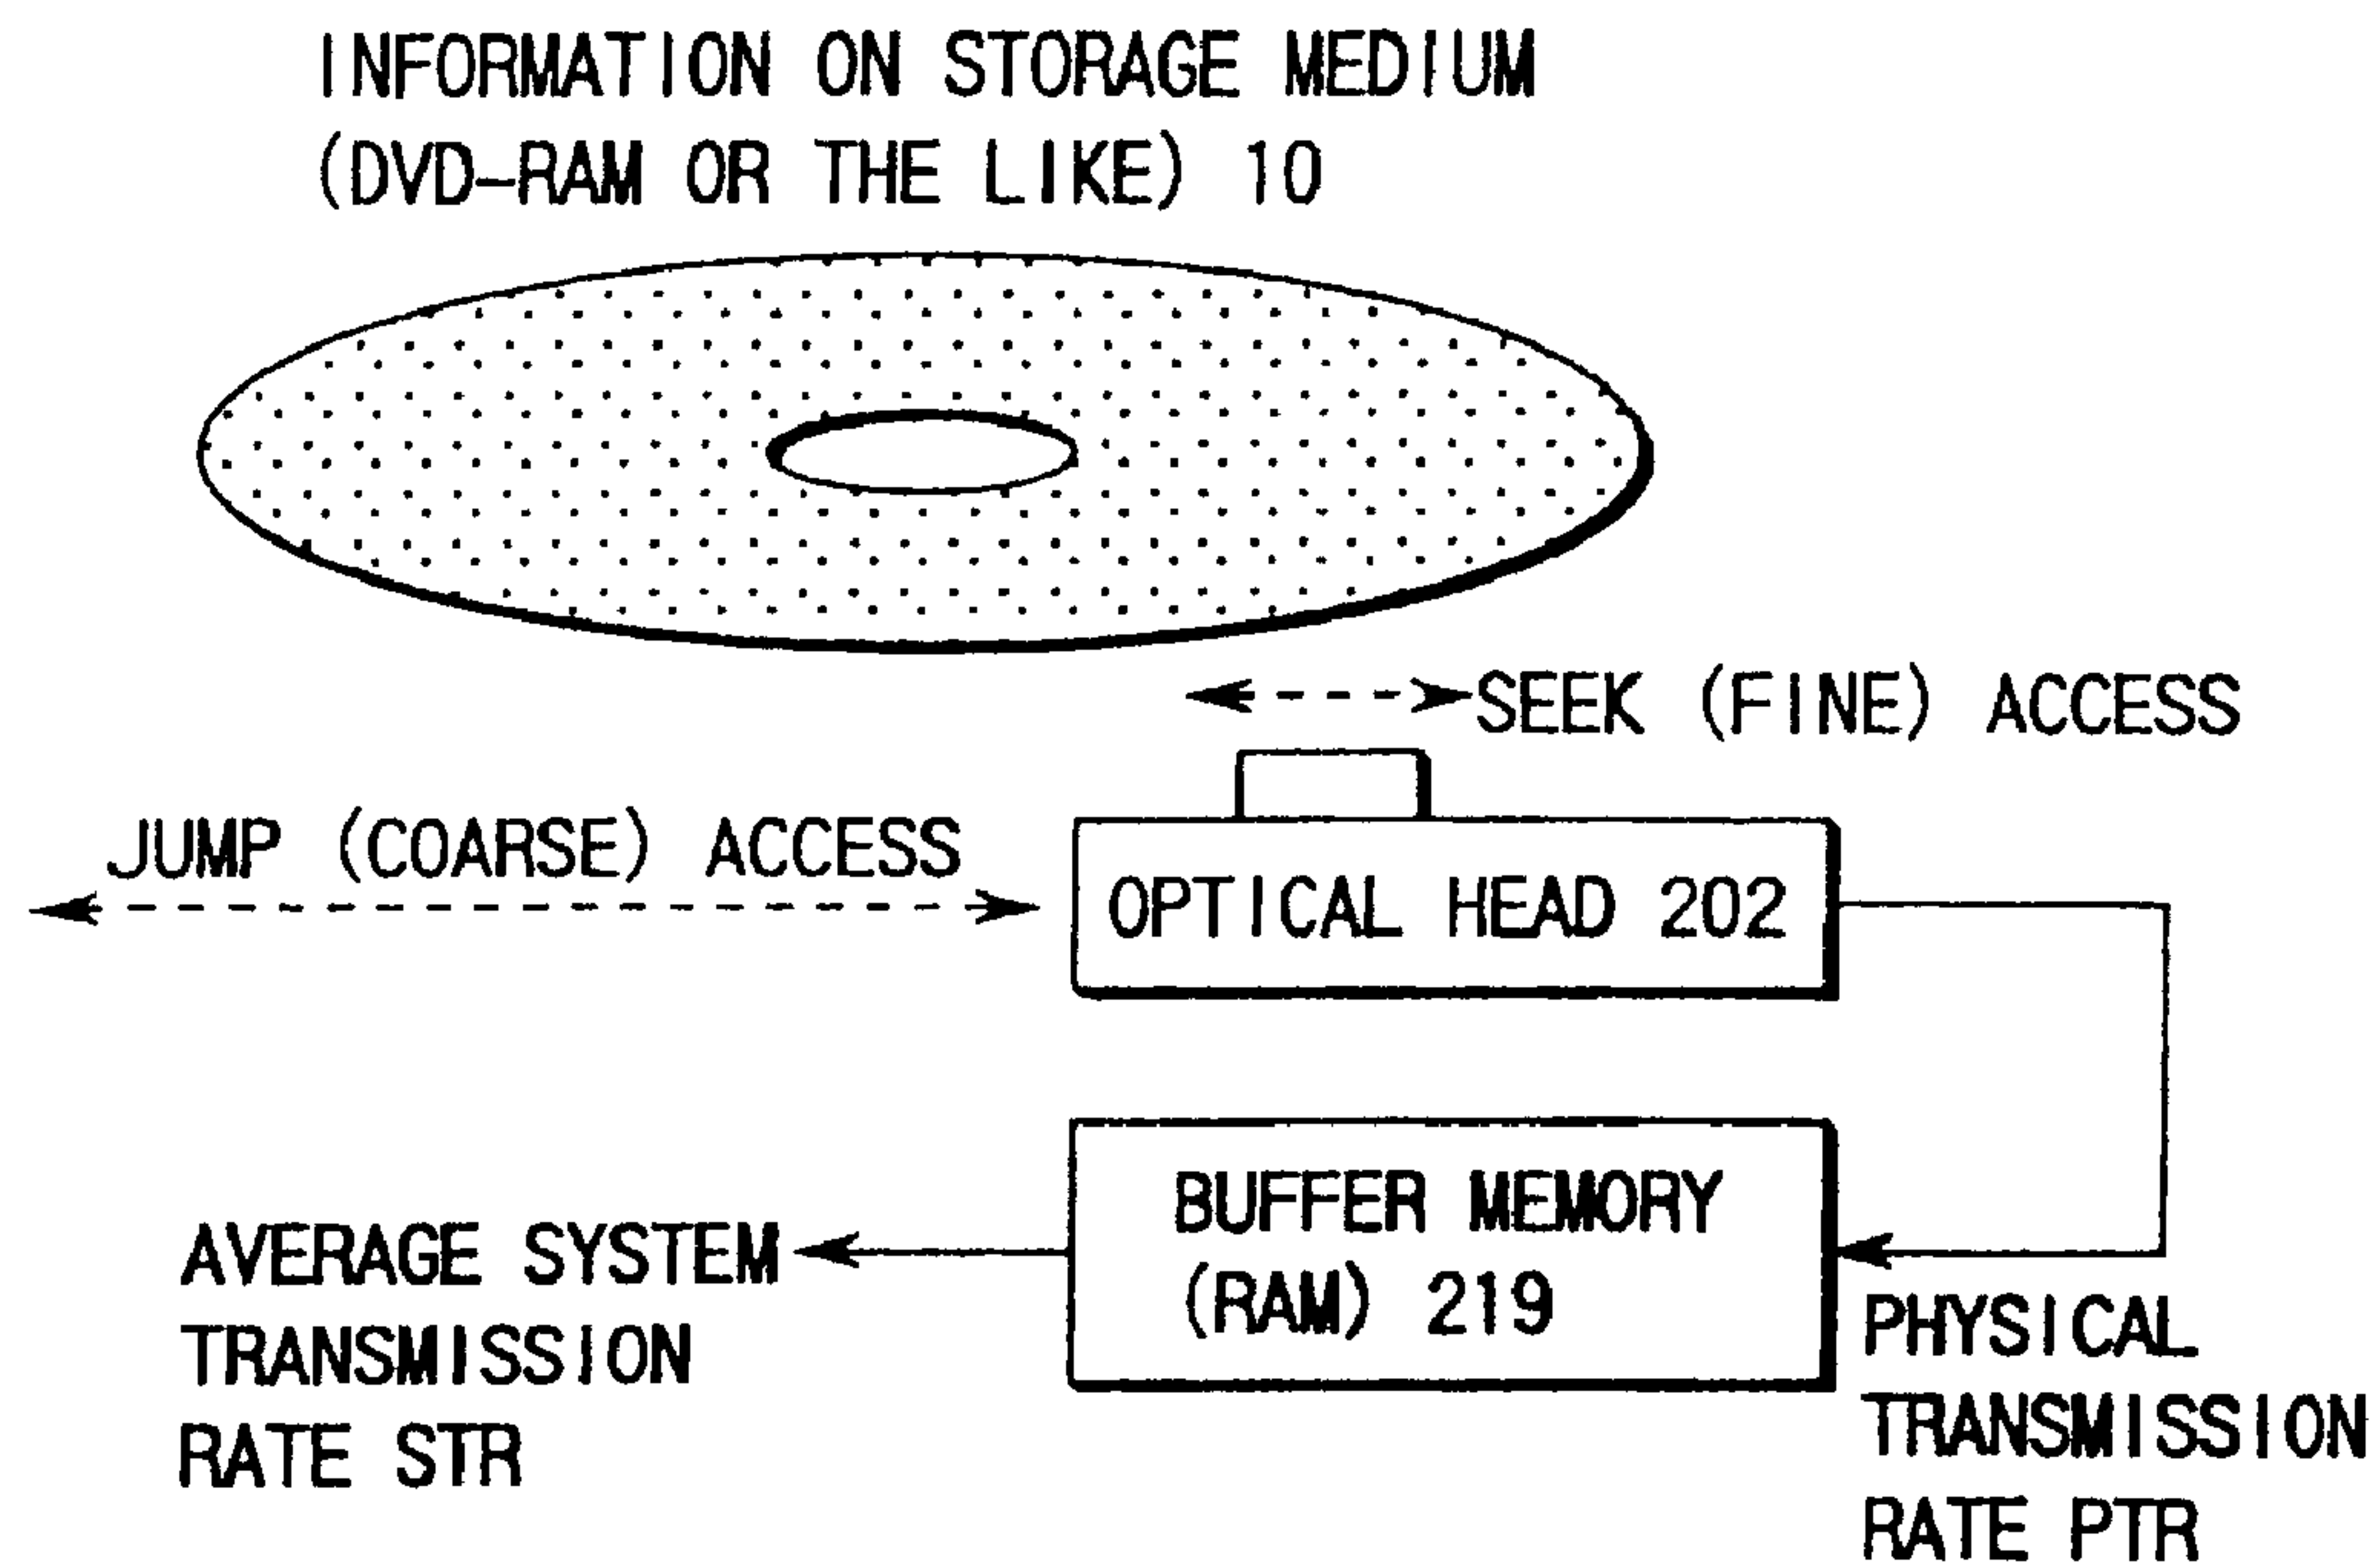 INFORMATION ON STORAGE MEDIUM
(DVD-RAM OR THE LIKE) 10
SEEK (FINE) ACCESS
JUMP (COARSE) ACCESS
OPTICAL HEAD 202
BUFFER MEMORY
(RAM) 219
AVERAGE SYSTEM
TRANSMISSION
RATE STR
PHYSICAL
TRANSMISSION
RATE PTR